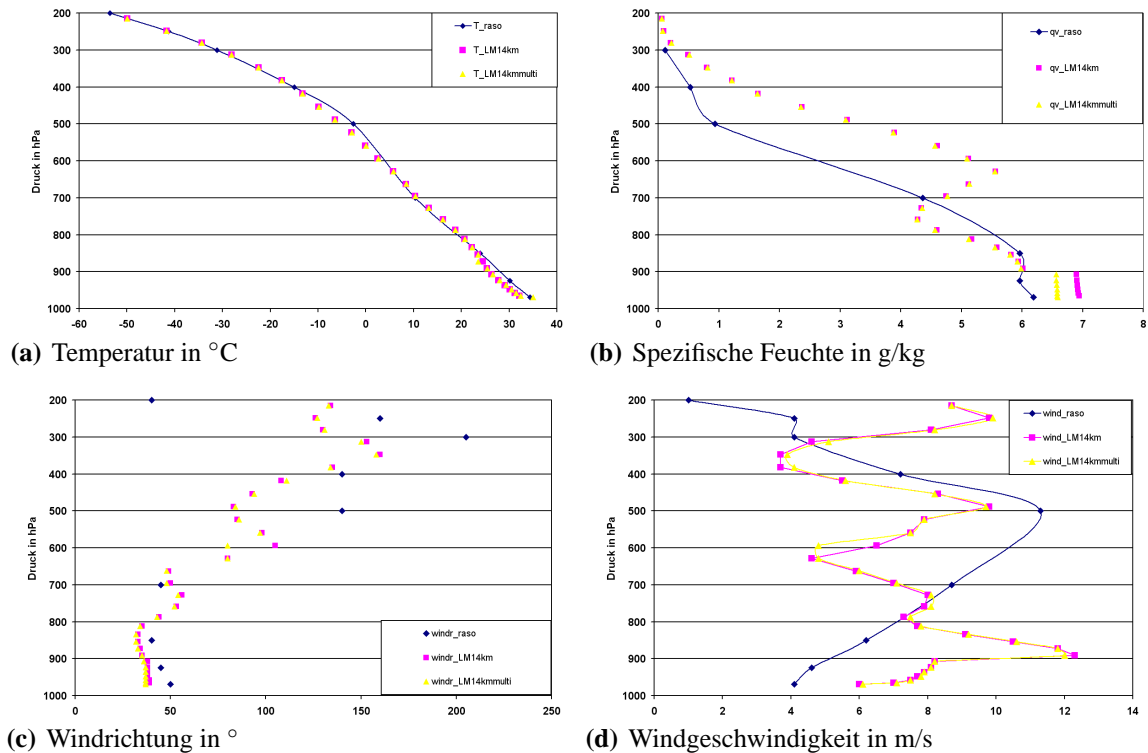 200
300
400
500
600
700
800
900
1000
Druck in hPa
-60 -50 -40 -30 -20 -10 0 10 20 30 40
T_raso
T_LM14km
T_LM14kmmulti
(a) Temperatur in °C
200
300
400
500
600
700
800
900
1000
Druck in hPa
0 1 2 3 4 5 6 7 8
qv_raso
qv_LM14km
qv_LM14kmmulti
(b) Spezifische Feuchte in g/kg
200
300
400
500
600
700
800
900
1000
Druck in hPa
0 50 100 150 200 250
windr_raso
windr_LM14km
windr_LM14kmmulti
(c) Windrichtung in °
200
300
400
500
600
700
800
900
1000
Druck in hPa
0 2 4 6 8 10 12 14
wind_raso
wind_LM14km
wind_LM14kmmulti
(d) Windgeschwindigkeit in m/s